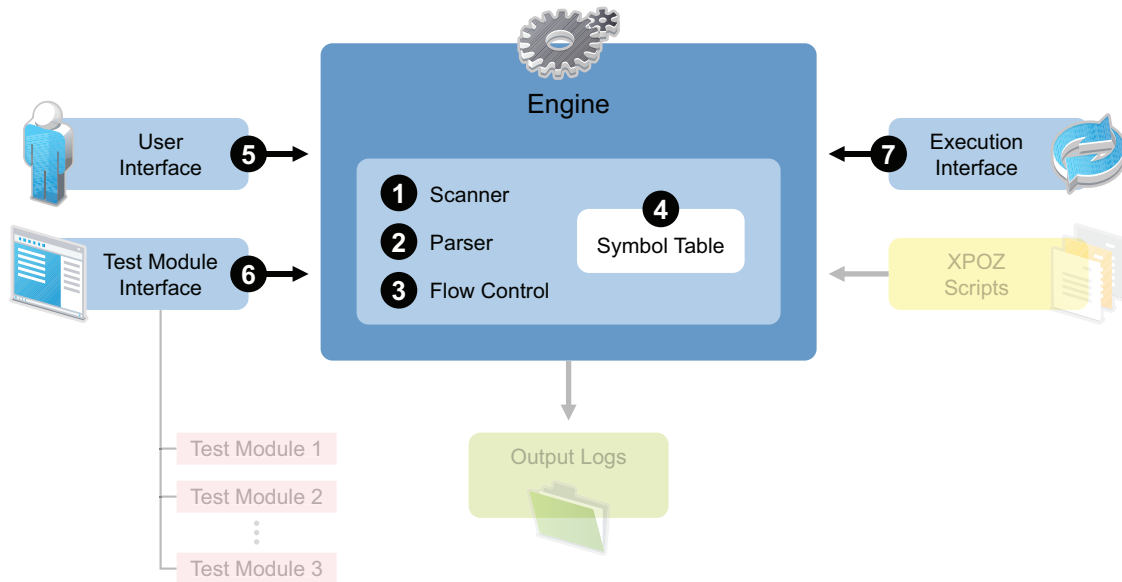 Engine
User
Interface
5
7
Execution
Interface
1 Scanner
2 Parser
3 Flow Control
4
Symbol Table
Test Module
Interface
6
XPOZ
Scripts
Output Logs
Test Module 1
Test Module 2
Test Module 3